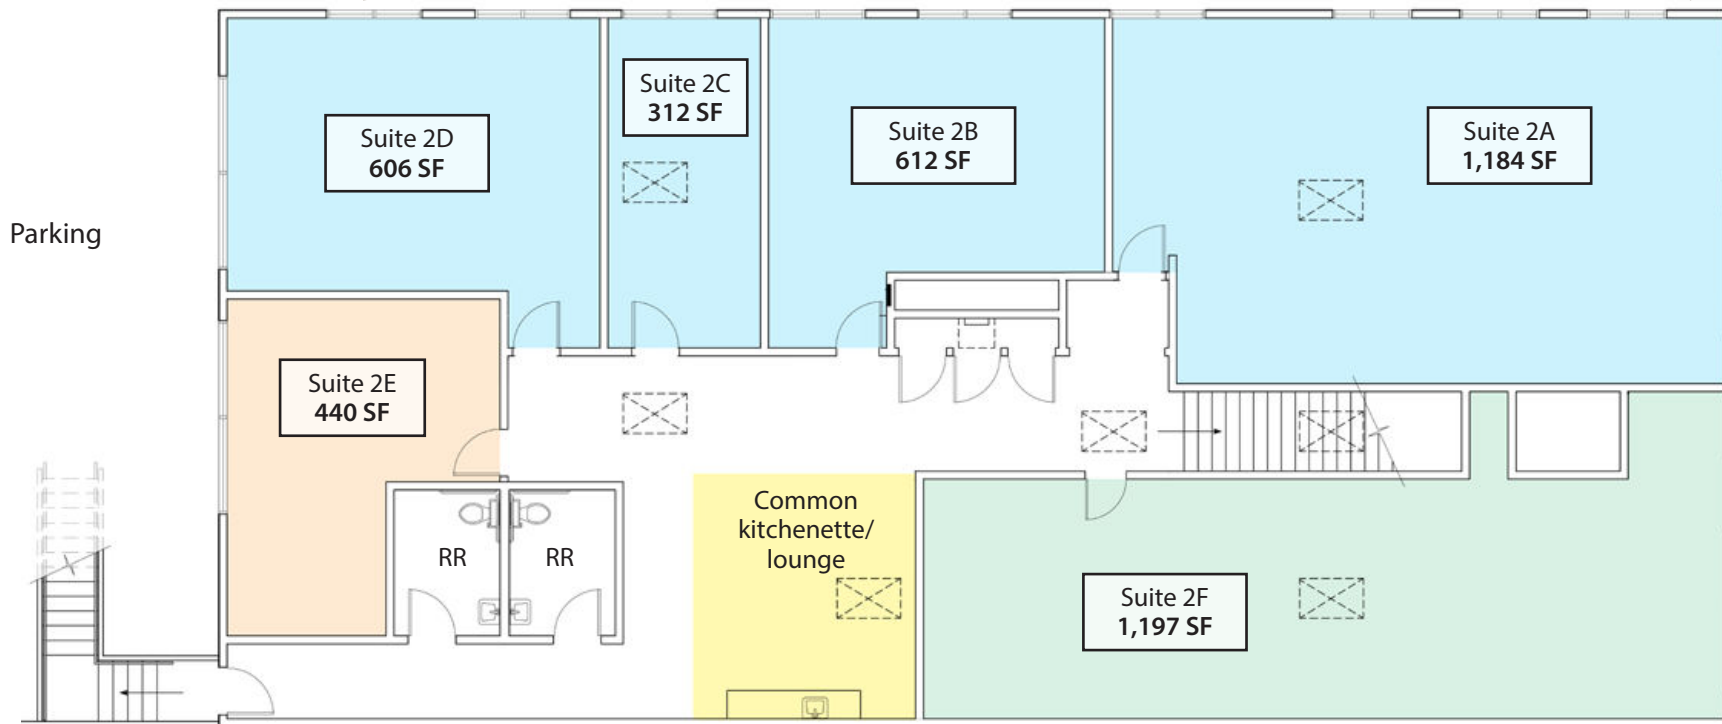 Suite 2C
312 SF
Suite 2D
606 SF
Suite 2B
612 SF
Suite 2A
1,184 SF
Parking
Suite 2E
440 SF
Common
kitchenette/
lounge
RR
RR
Suite 2F
1,197 SF